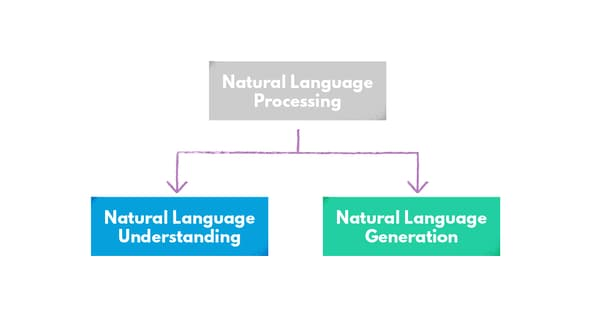 Natural Language
Processing
Natural Language
Understanding
Natural Language
Generation